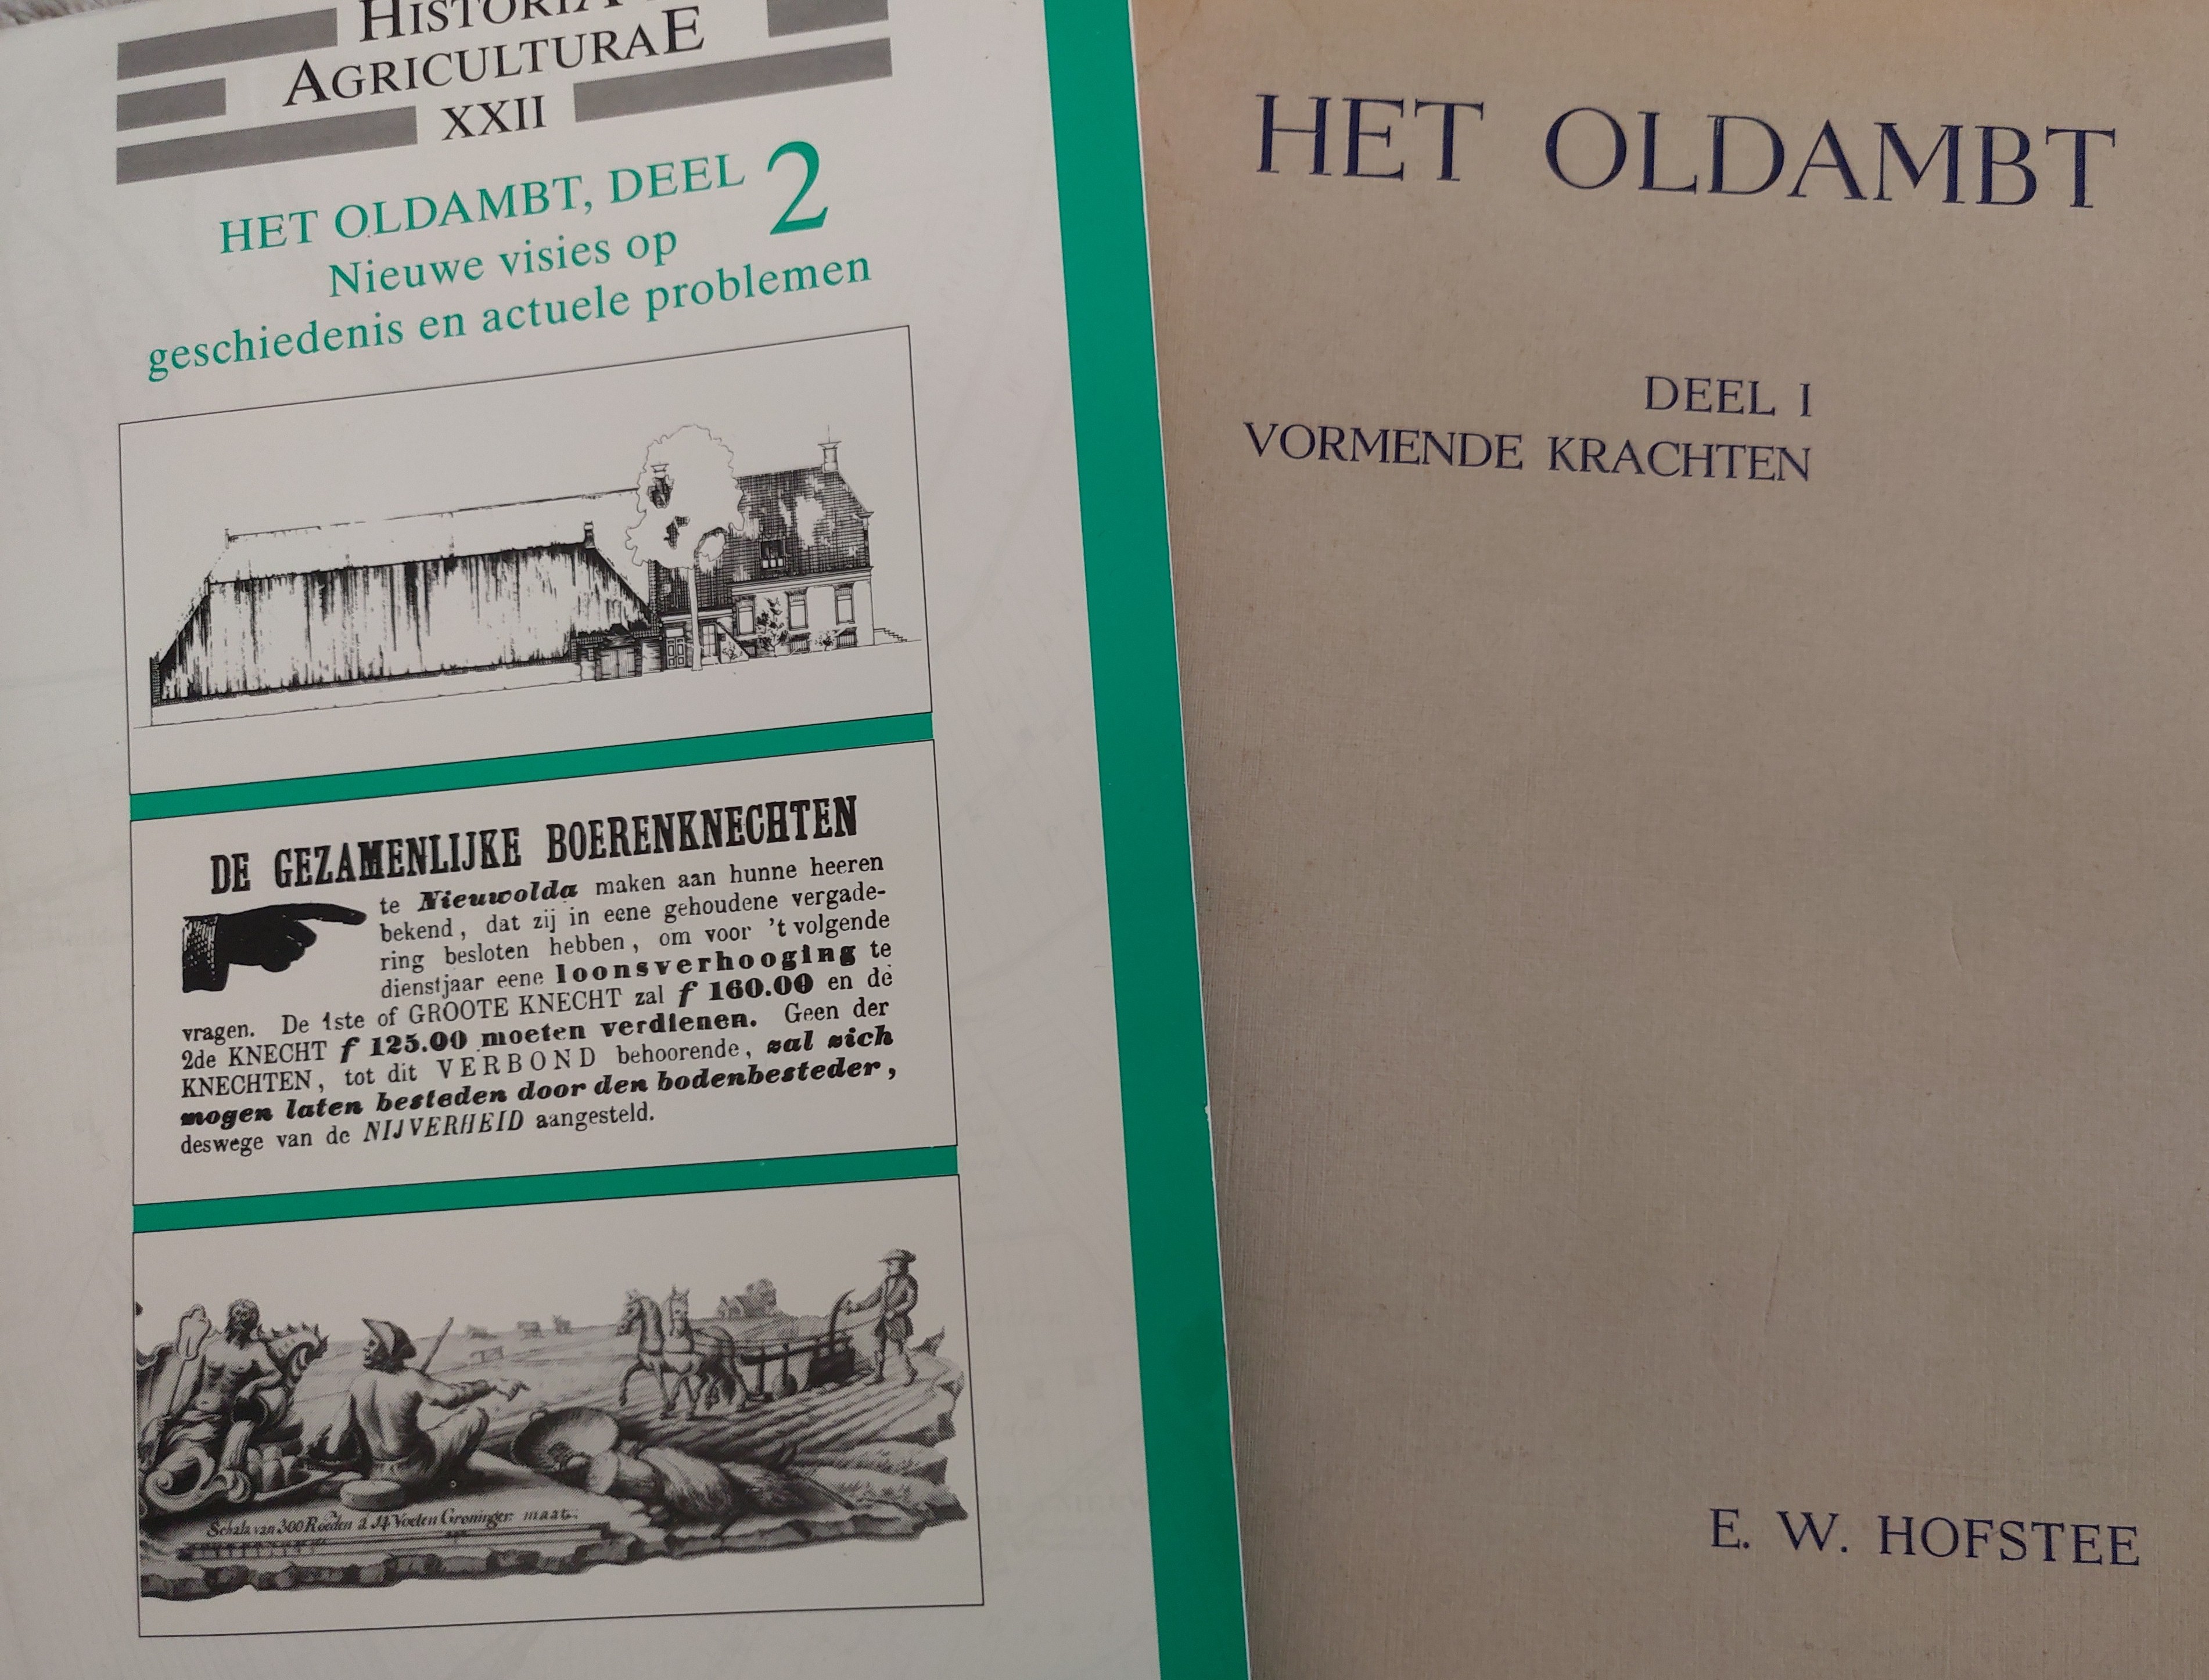 HISTORIA
AGRICULTURAE
XXII
HET OLDAMBT, DEEL 2
Nieuwe visies op
geschiedenis en actuele problemen
DE GEZAMENLIJKE BOERENKNECHTEN
te Nieuwolda maken aan hunne heeren
bekend, dat zij in eene gehoudene vergade-
ring besloten hebben, om voor 't volgende
dienstjaar eene loonsverhooging te
vragen. De 1ste of GROOTE KNECHT zal f 160.00 en de
2de KNECHT f 125.00 moeten verdienen. Geen der
KNECHTEN, tot dit VERBOND behoorende, zal zich
mogen laten besteden door den bodenbesteder,
deswege van de NIJVERHEID aangesteld.
Schala van 300 Roeden á 14 Voeten Groninger maat.
HET OLDAMBT
DEEL I
VORMENDE KRACHTEN
E. W. HOFSTEE